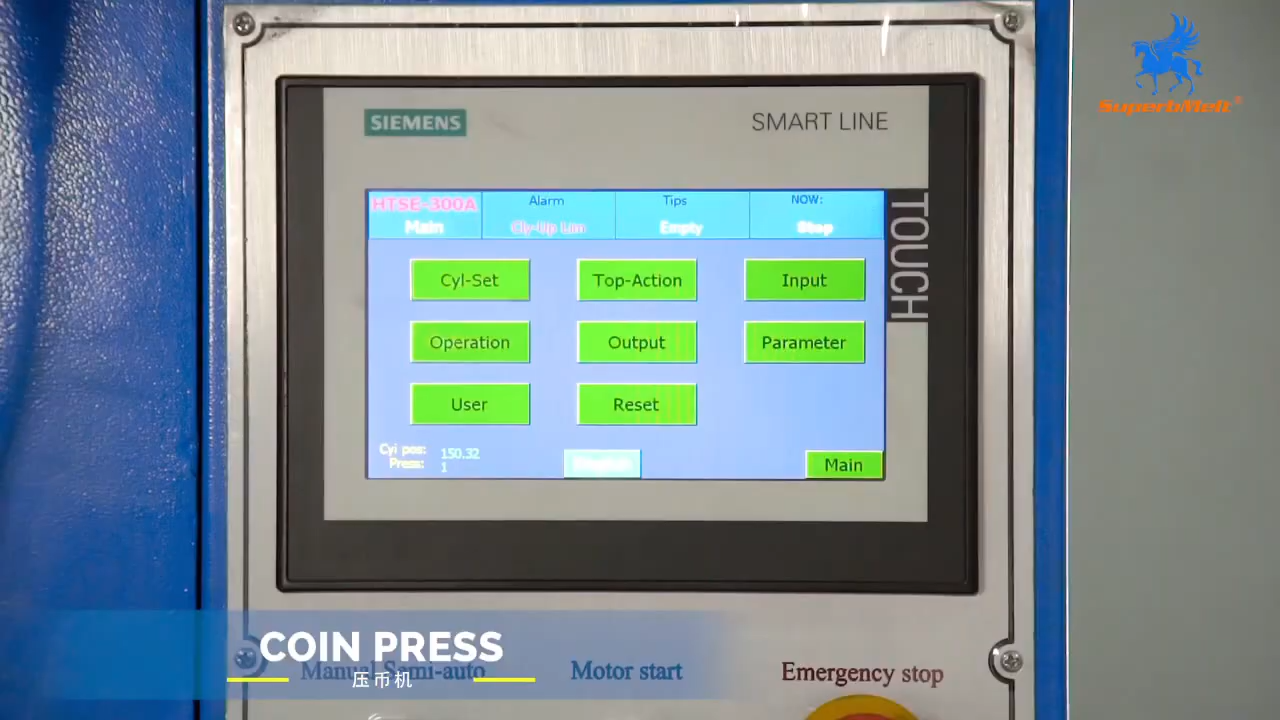 SuperbMelt®
SIEMENS
SMART LINE
TOUCH
HTSE-300A
Main
Alarm
Cly-Up Lim
Tips
Empty
NOW:
Stop
Cyl-Set
Top-Action
Input
Operation
Output
Parameter
User
Reset
Cyi pos: 150.32
Press: 1
Main
COIN PRESS
压币机
Manual Semi-auto
Motor start
Emergency stop